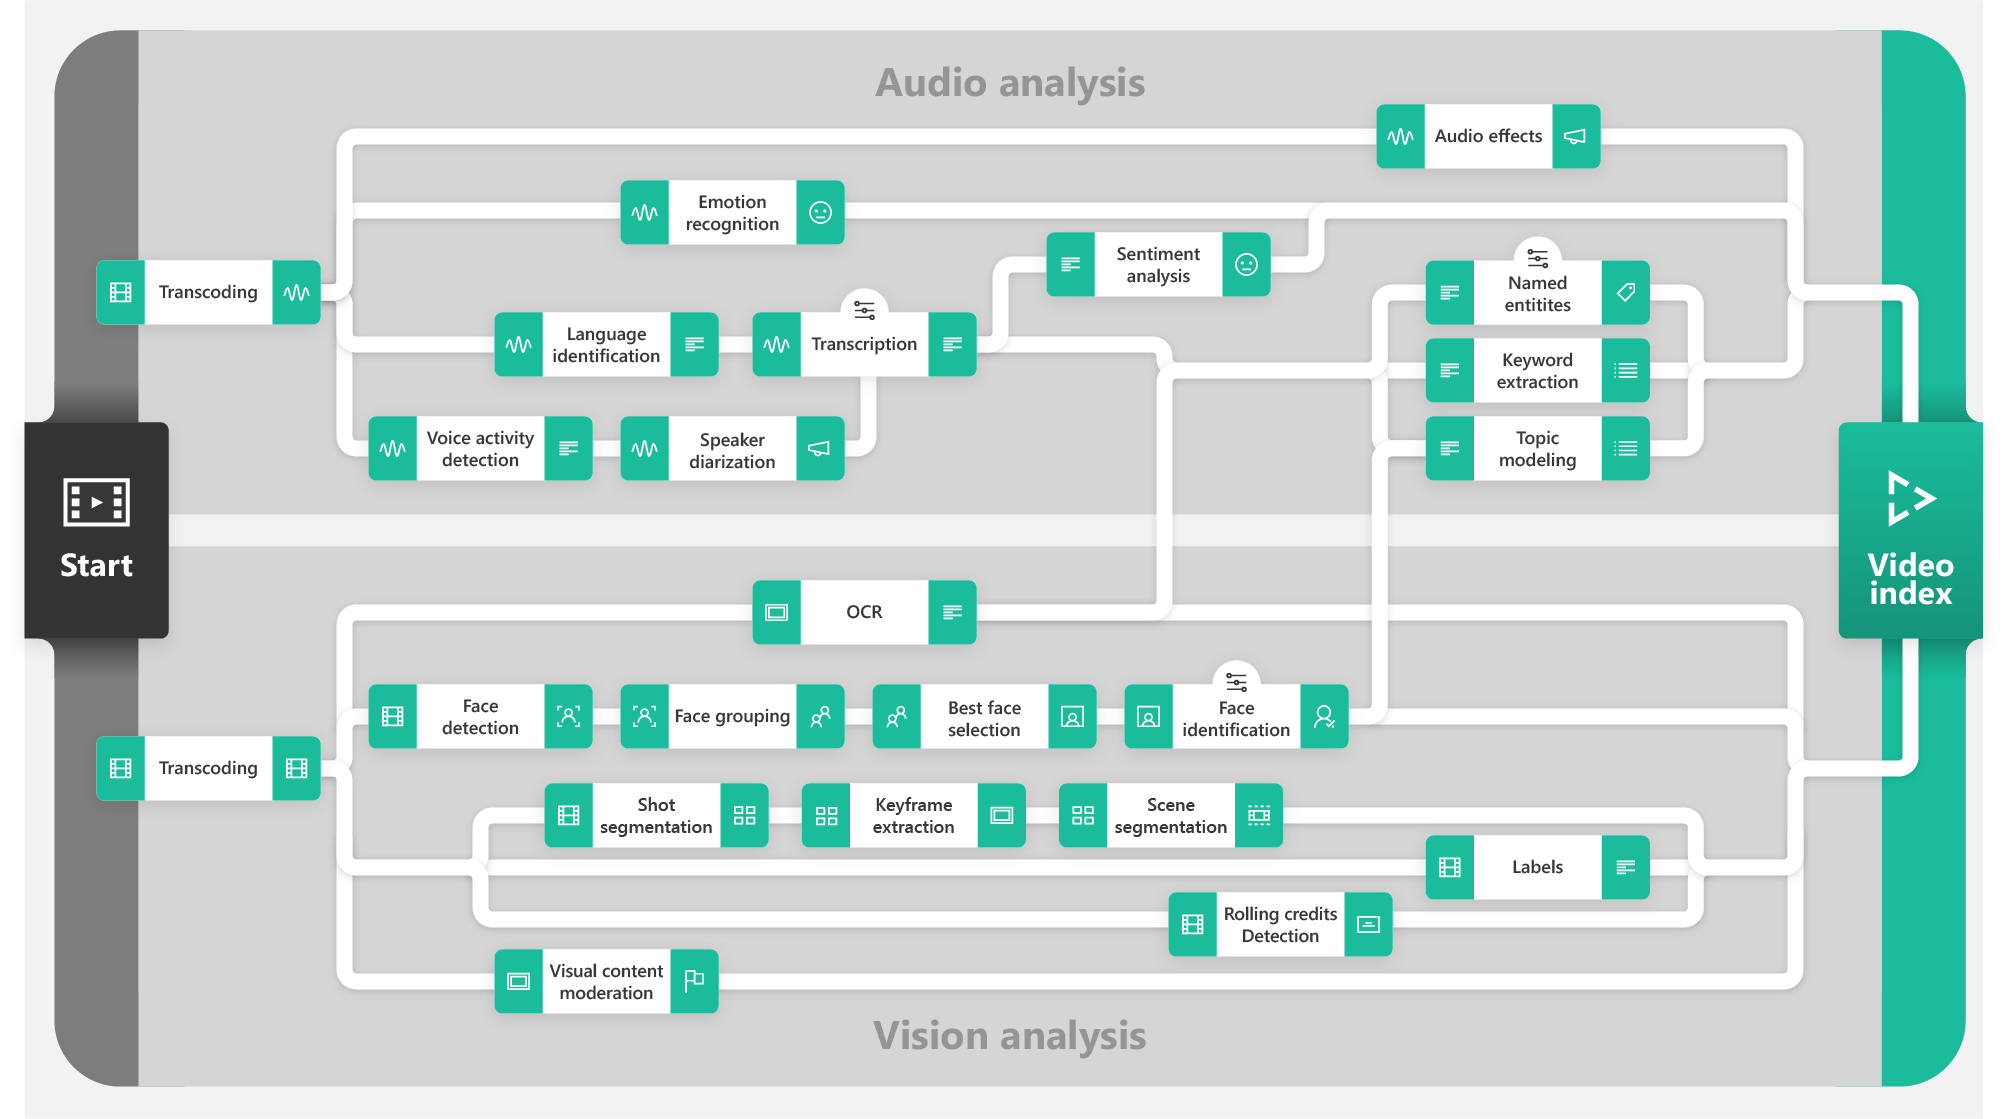 Audio analysis
Audio effects
Emotion
recognition
Sentiment
analysis
Transcoding
Named
entitites
Language
identification
Transcription
Keyword
extraction
Voice activity
detection
Speaker
diarization
Topic
modeling
Start
Video
index
OCR
Face
detection
Face grouping
Best face
selection
Face
identification
Transcoding
Shot
segmentation
Keyframe
extraction
Scene
segmentation
Labels
Rolling credits
Detection
Visual content
moderation
Vision analysis